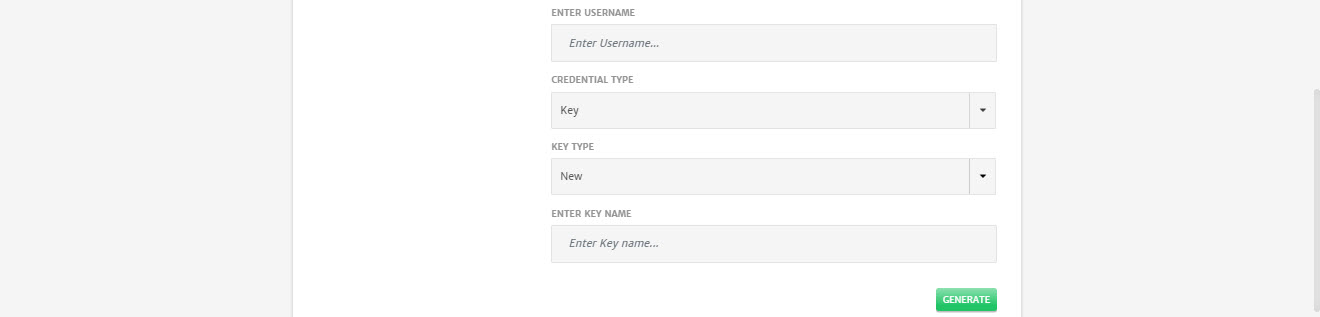 ENTER USERNAME
Enter Username...
CREDENTIAL TYPE
Key
KEY TYPE
New
ENTER KEY NAME
Enter Key name...
GENERATE